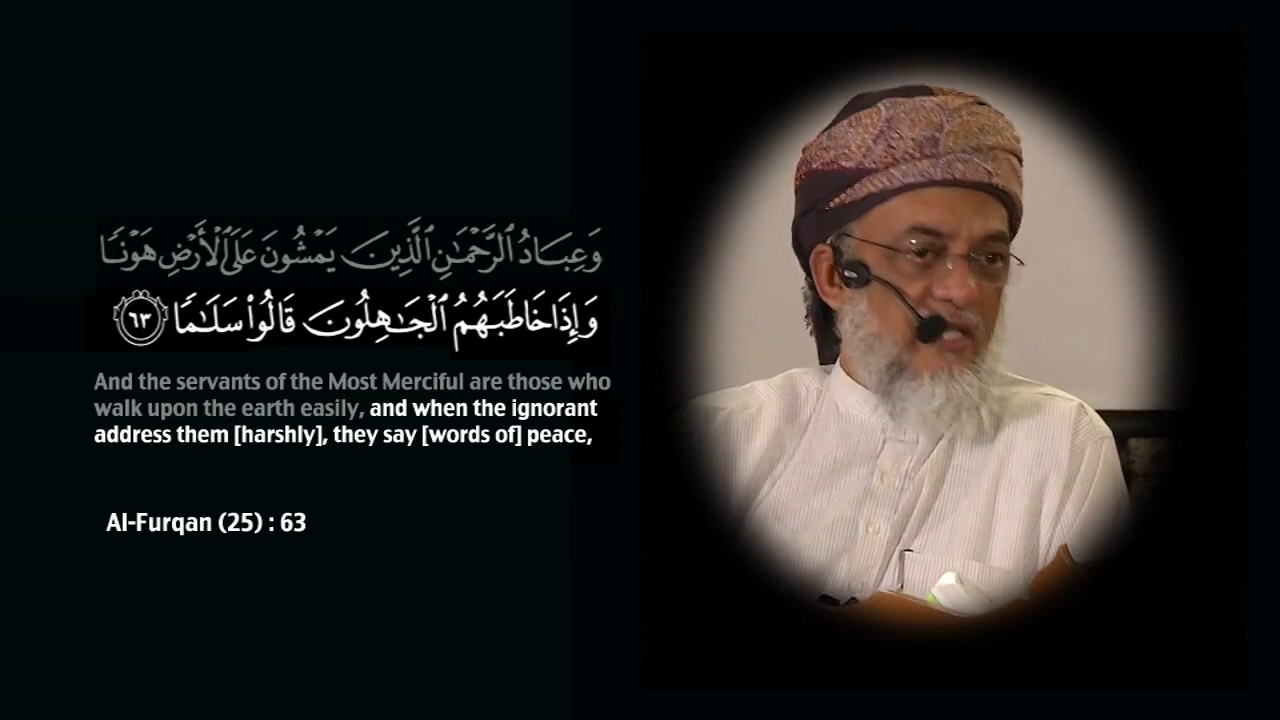 وَعِبَادُ ٱلرَّحْمَـٰنِ ٱلَّذِينَ يَمْشُونَ عَلَى ٱلْأَرْضِ هَوْنًا
وَإِذَا خَاطَبَهُمُ ٱلْجَـٰهِلُونَ قَالُوا۟ سَلَـٰمًا ٦٣
And the servants of the Most Merciful are those who
walk upon the earth easily, and when the ignorant
address them [harshly], they say [words of] peace,
Al-Furqan (25) : 63